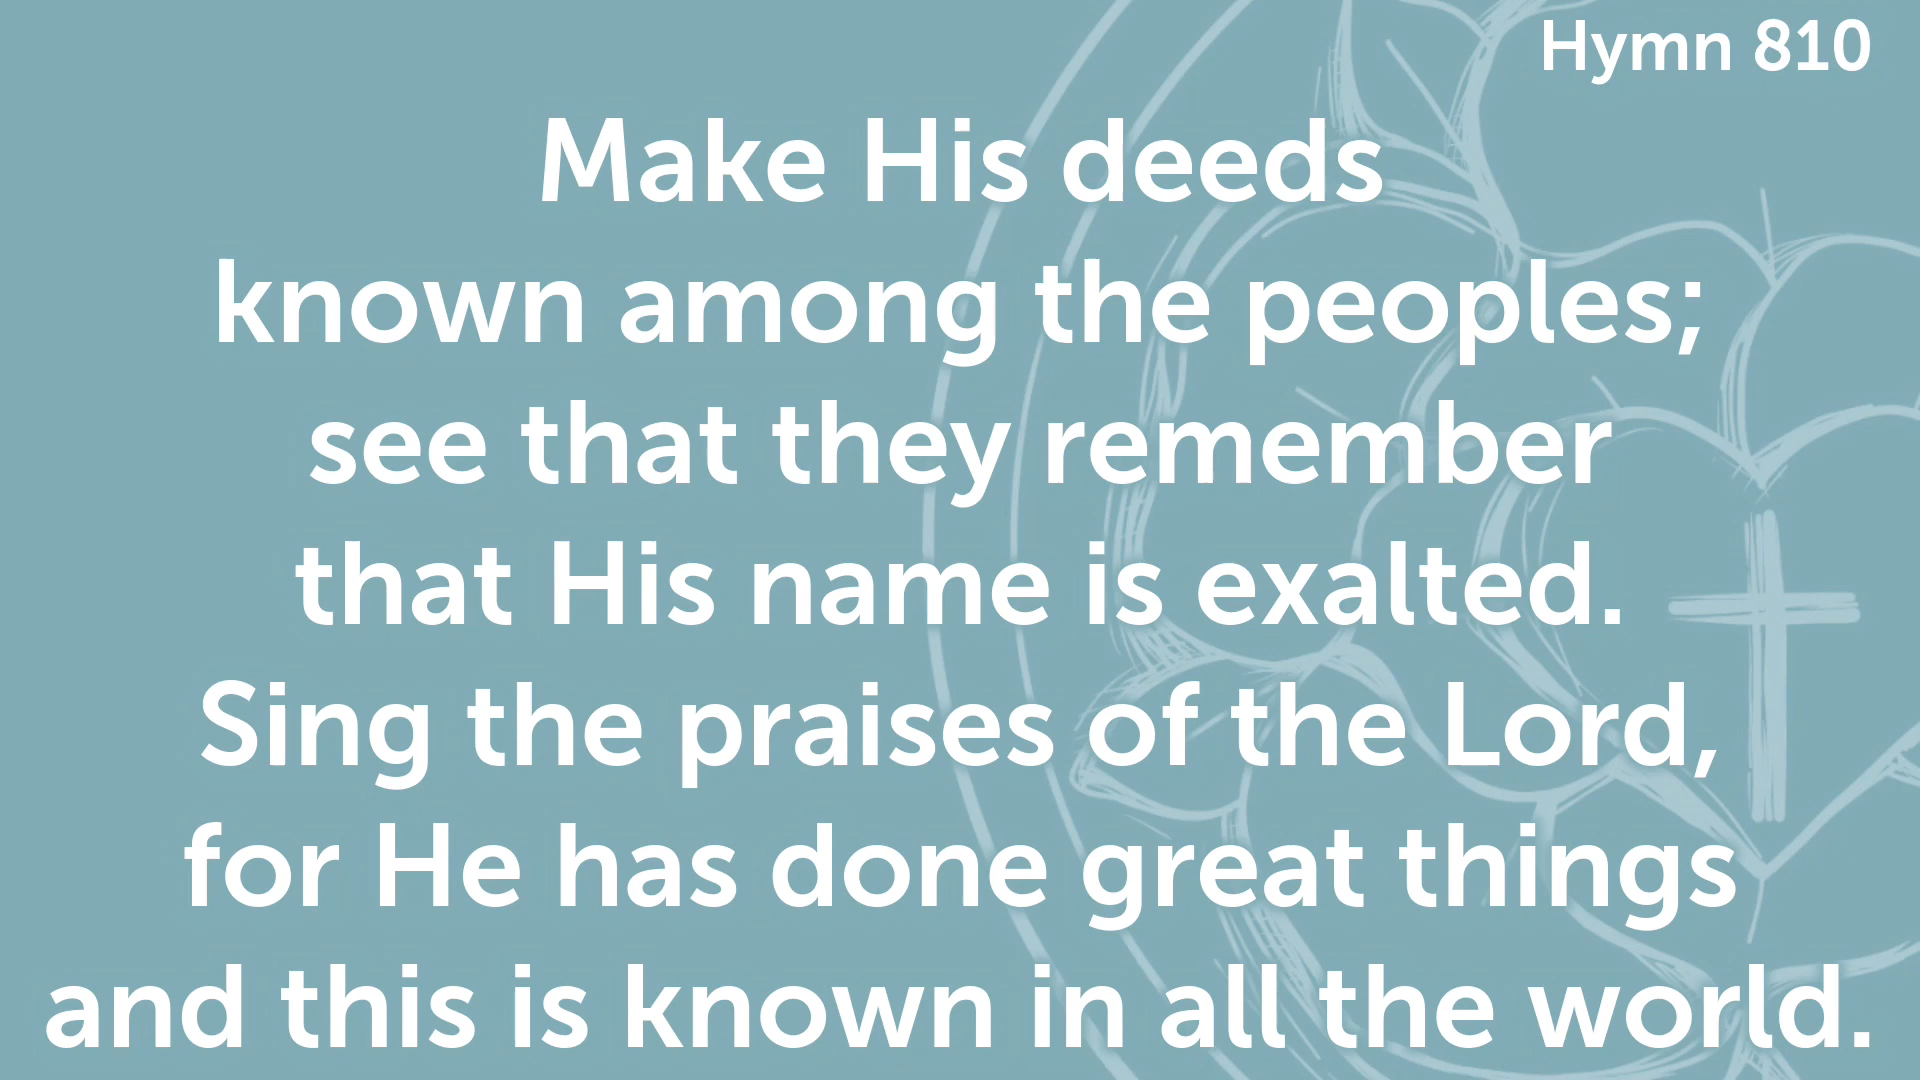 Hymn 810
Make His deeds
known among the peoples;
see that they remember
that His name is exalted.
Sing the praises of the Lord,
for He has done great things
and this is known in all the world.